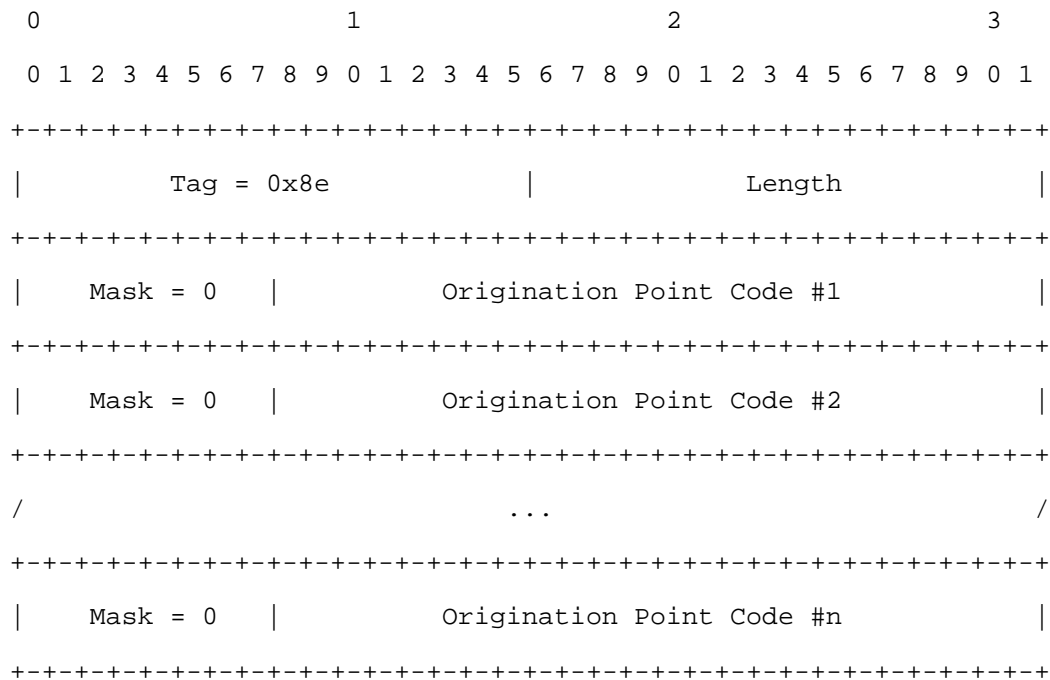 0                   1                   2                   3
 0 1 2 3 4 5 6 7 8 9 0 1 2 3 4 5 6 7 8 9 0 1 2 3 4 5 6 7 8 9 0 1
+-+-+-+-+-+-+-+-+-+-+-+-+-+-+-+-+-+-+-+-+-+-+-+-+-+-+-+-+-+-+-+-+
|         Tag = 0x8e            |             Length            |
+-+-+-+-+-+-+-+-+-+-+-+-+-+-+-+-+-+-+-+-+-+-+-+-+-+-+-+-+-+-+-+-+
|    Mask = 0   |          Origination Point Code #1            |
+-+-+-+-+-+-+-+-+-+-+-+-+-+-+-+-+-+-+-+-+-+-+-+-+-+-+-+-+-+-+-+-+
|    Mask = 0   |          Origination Point Code #2            |
+-+-+-+-+-+-+-+-+-+-+-+-+-+-+-+-+-+-+-+-+-+-+-+-+-+-+-+-+-+-+-+-+
/                              ...                              /
+-+-+-+-+-+-+-+-+-+-+-+-+-+-+-+-+-+-+-+-+-+-+-+-+-+-+-+-+-+-+-+-+
|    Mask = 0   |          Origination Point Code #n            |
+-+-+-+-+-+-+-+-+-+-+-+-+-+-+-+-+-+-+-+-+-+-+-+-+-+-+-+-+-+-+-+-+